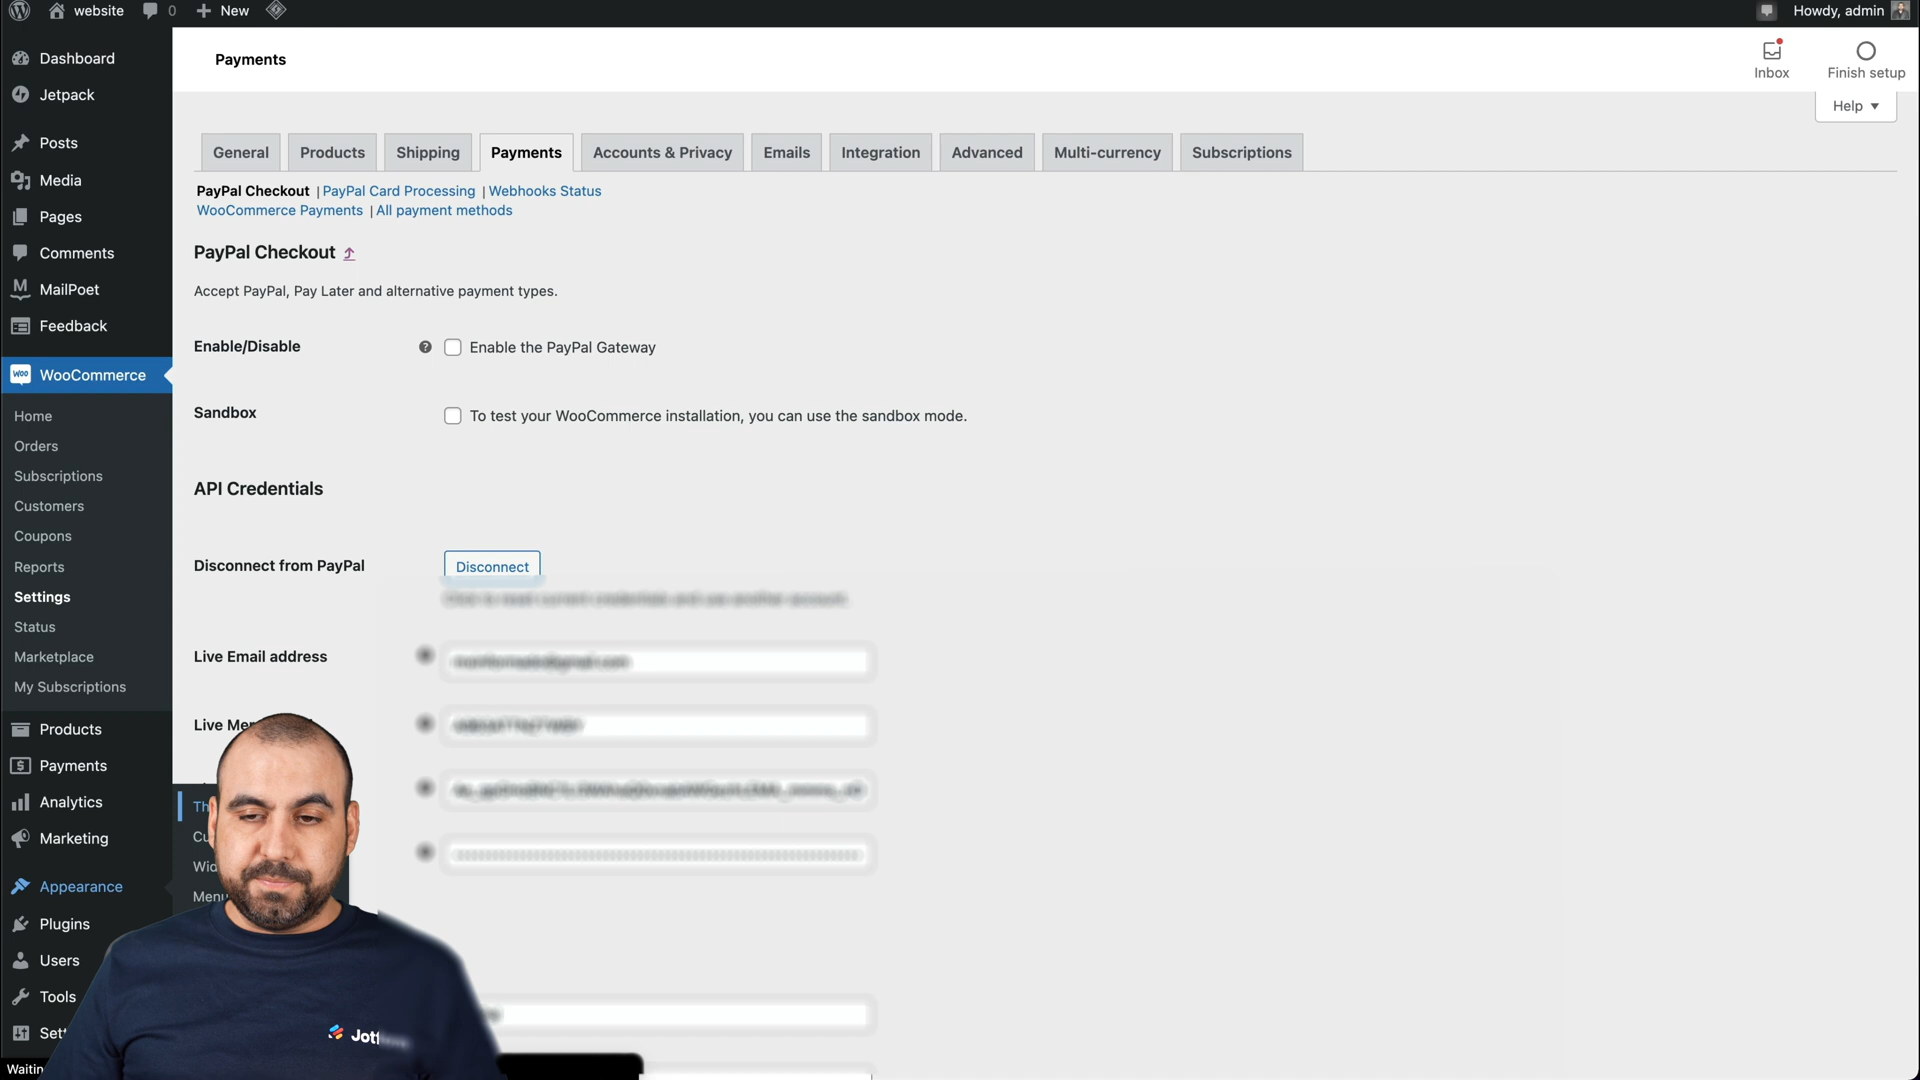 website
0
New
Howdy, admin
Payments
Inbox
Finish setup
Help
Dashboard
Jetpack
Posts
Media
Pages
Comments
MailPoet
Feedback
WooCommerce
Home
Orders
Subscriptions
Customers
Coupons
Reports
Settings
Status
Marketplace
My Subscriptions
Products
Payments
Analytics
Marketing
Appearance
Plugins
Users
Tools
General
Products
Shipping
Payments
Accounts & Privacy
Emails
Integration
Advanced
Multi-currency
Subscriptions
PayPal Checkout | PayPal Card Processing | Webhooks Status
WooCommerce Payments | All payment methods
PayPal Checkout
Accept PayPal, Pay Later and alternative payment types.
Enable/Disable
Enable the PayPal Gateway
Sandbox
To test your WooCommerce installation, you can use the sandbox mode.
API Credentials
Disconnect from PayPal
Disconnect
Live Email address
Live